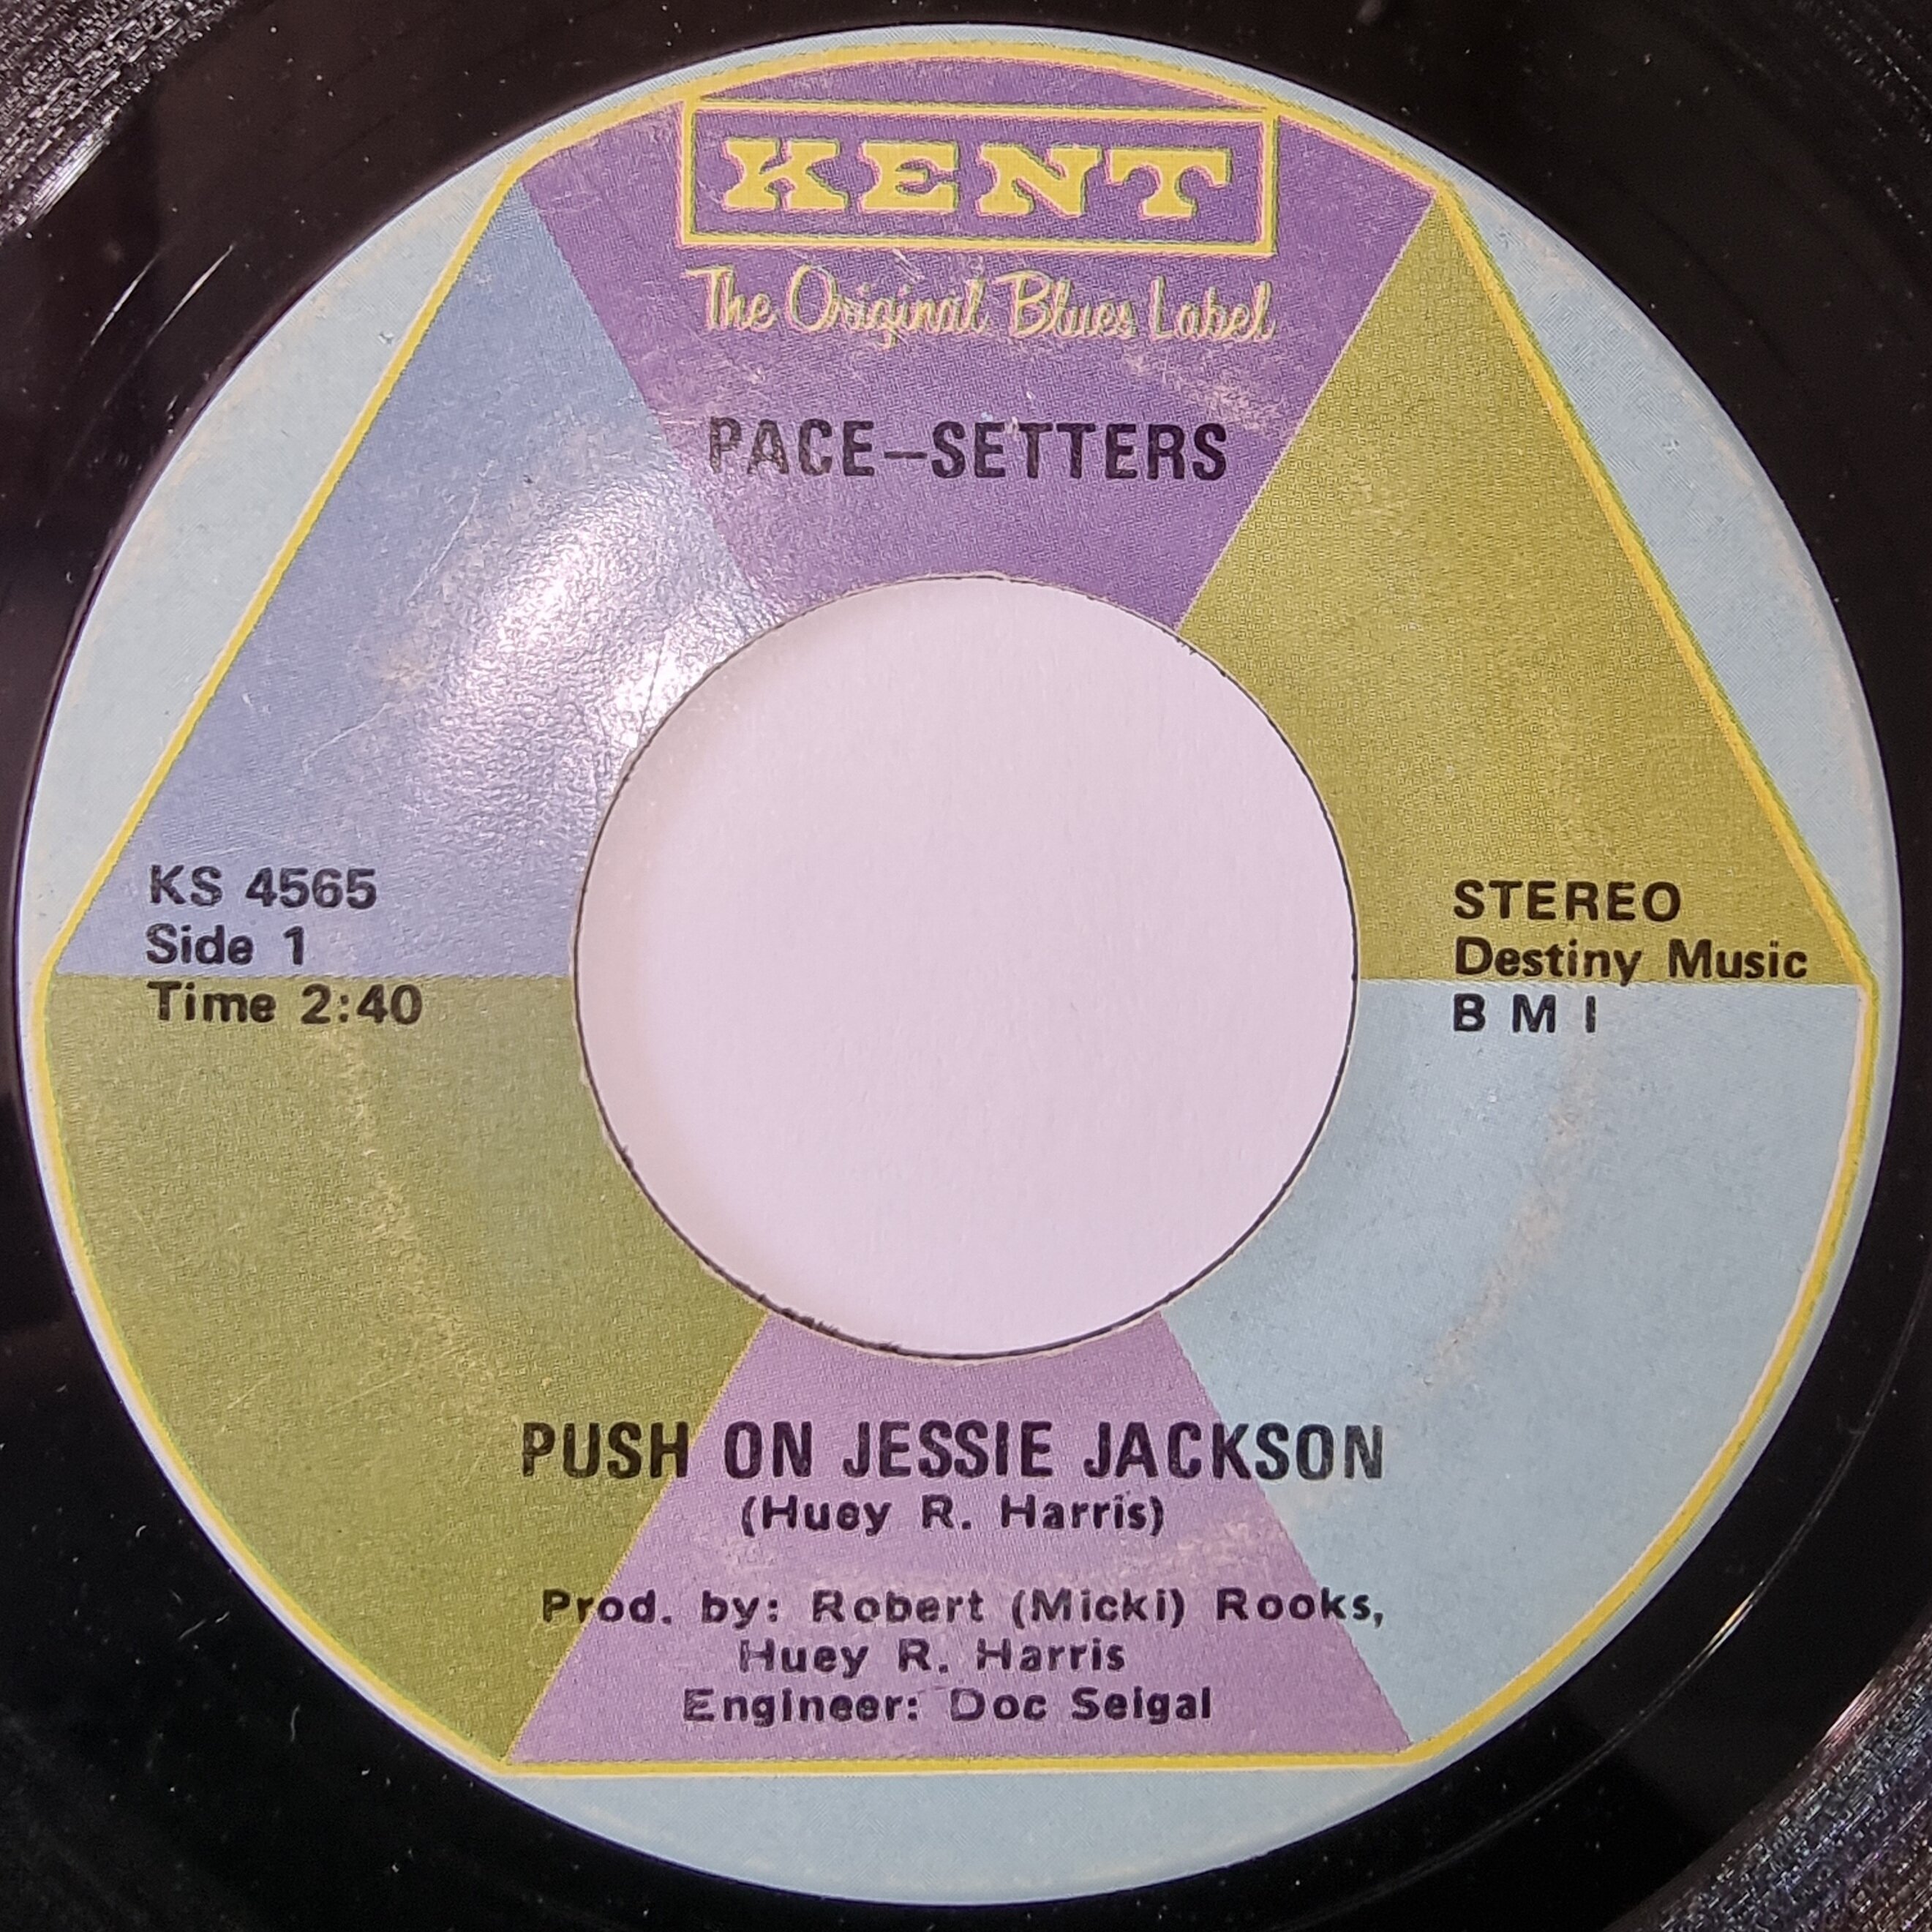 KENT
The Original Blues Label
PACE-SETTERS
KS 4565
Side 1
Time 2:40
STEREO
Destiny Music
B M I
PUSH ON JESSIE JACKSON
(Huey R. Harris)
Prod. by: Robert (Micki) Rooks,
Huey R. Harris
Engineer: Doc Seigal